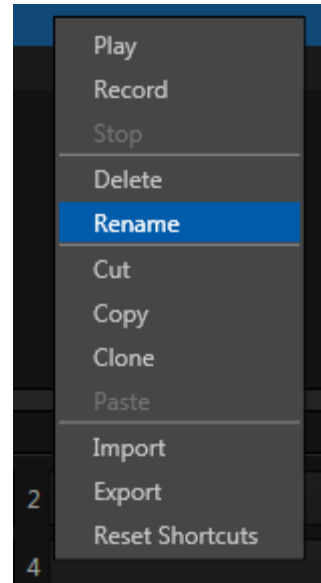 Play
Record
Stop
Delete
Rename
Cut
Copy
Clone
Paste
Import
2 Export
Reset Shortcuts
4